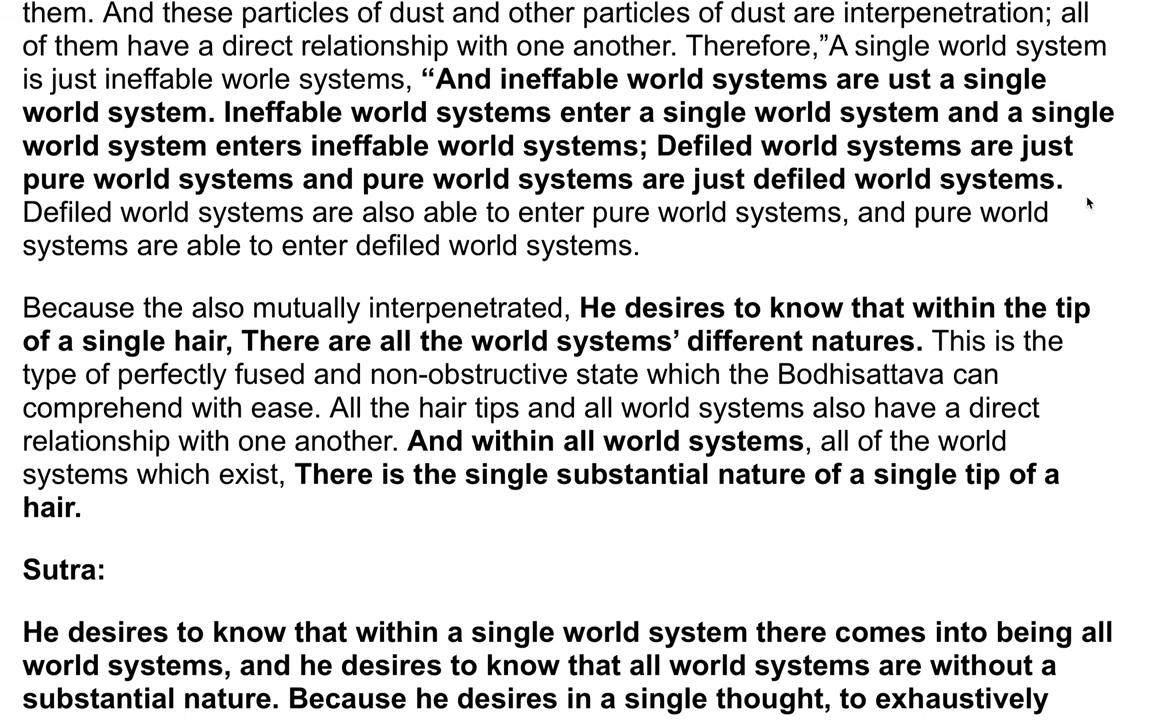 them. And these particles of dust and other particles of dust are interpenetration; all
of them have a direct relationship with one another. Therefore,”A single world system
is just ineffable worle systems, “And ineffable world systems are ust a single
world system. Ineffable world systems enter a single world system and a single
world system enters ineffable world systems; Defiled world systems are just
pure world systems and pure world systems are just defiled world systems.
Defiled world systems are also able to enter pure world systems, and pure world
systems are able to enter defiled world systems.
Because the also mutually interpenetrated, He desires to know that within the tip
of a single hair, There are all the world systems’ different natures. This is the
type of perfectly fused and non-obstructive state which the Bodhisattava can
comprehend with ease. All the hair tips and all world systems also have a direct
relationship with one another. And within all world systems, all of the world
systems which exist, There is the single substantial nature of a single tip of a
hair.
Sutra:
He desires to know that within a single world system there comes into being all
world systems, and he desires to know that all world systems are without a
substantial nature. Because he desires in a single thought, to exhaustively